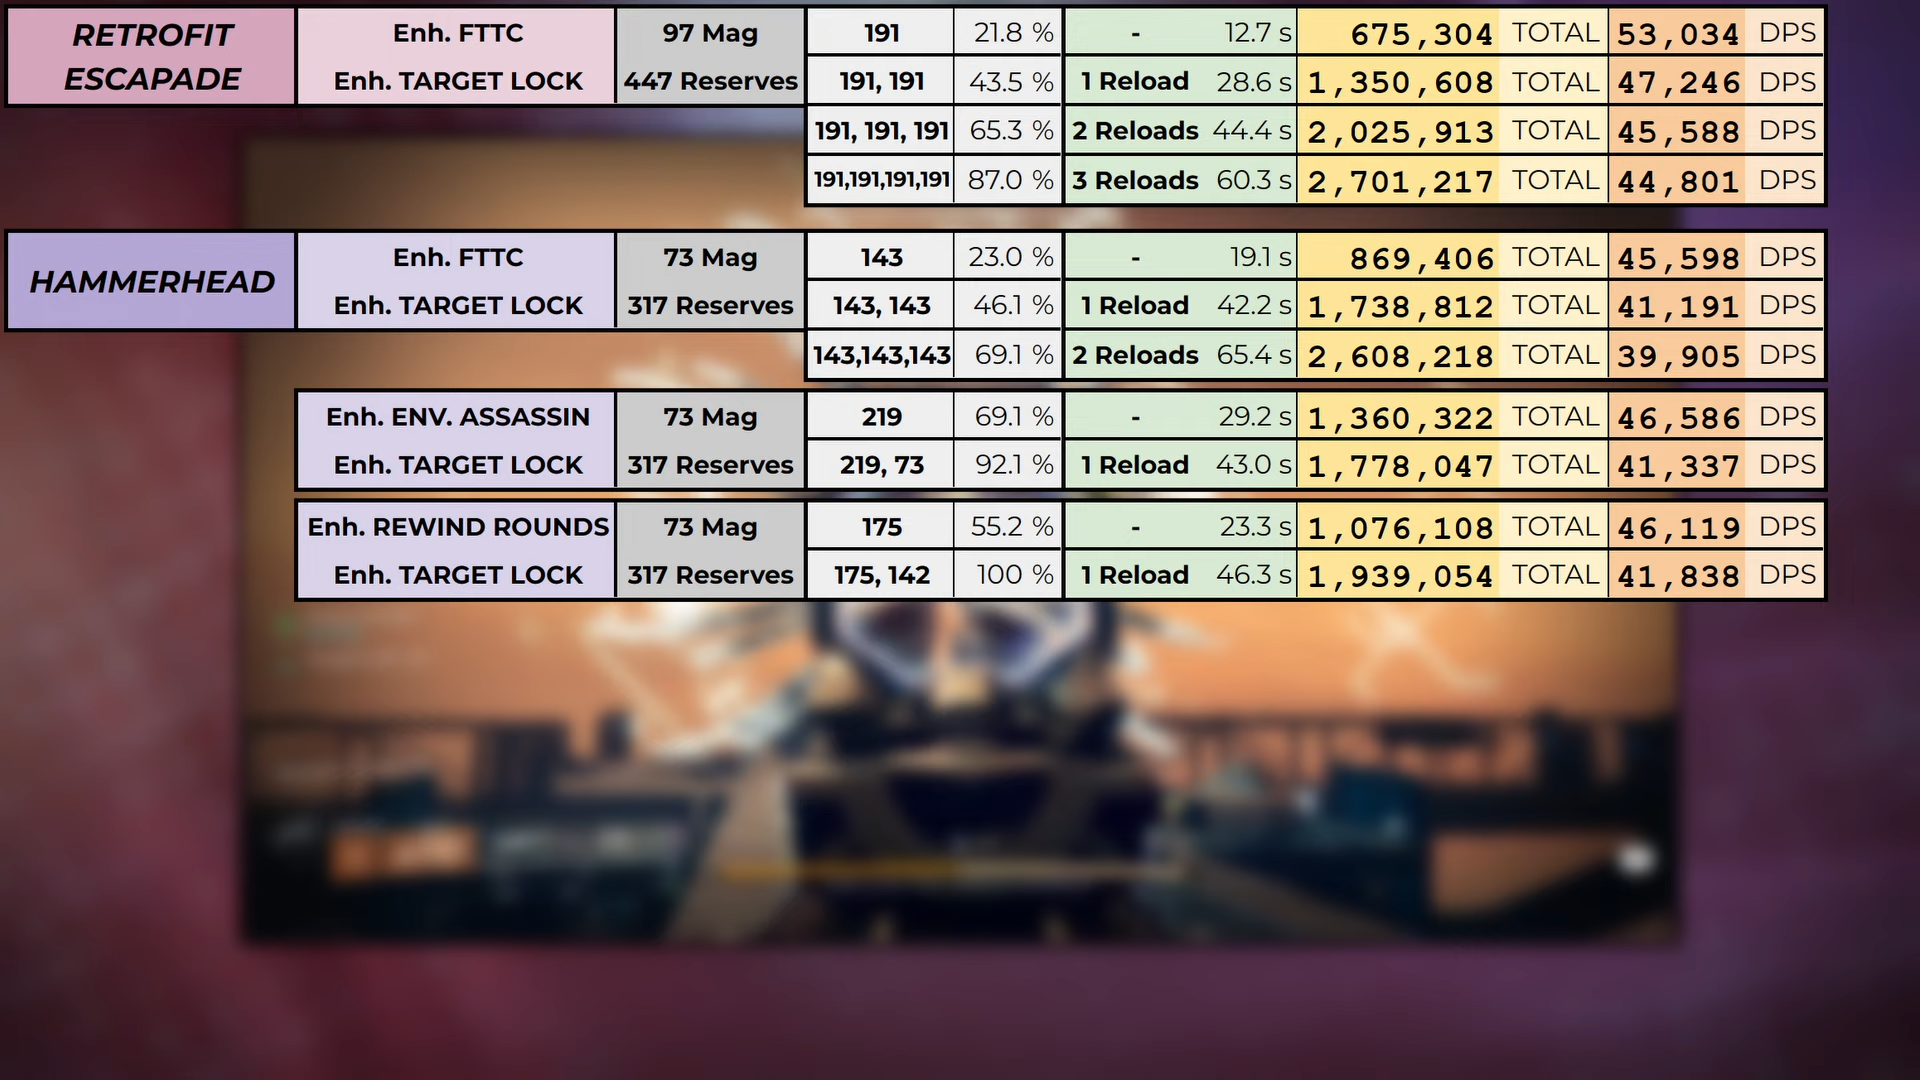 RETROFIT ESCAPADE
Enh. FTTC 97 Mag 191 21.8 % - 12.7 s 675,304 TOTAL 53,034 DPS
Enh. TARGET LOCK 447 Reserves 191, 191 43.5 % 1 Reload 28.6 s 1,350,608 TOTAL 47,246 DPS
191, 191, 191 65.3 % 2 Reloads 44.4 s 2,025,913 TOTAL 45,588 DPS
191,191,191,191 87.0 % 3 Reloads 60.3 s 2,701,217 TOTAL 44,801 DPS
HAMMERHEAD
Enh. FTTC 73 Mag 143 23.0 % - 19.1 s 869,406 TOTAL 45,598 DPS
Enh. TARGET LOCK 317 Reserves 143, 143 46.1 % 1 Reload 42.2 s 1,738,812 TOTAL 41,191 DPS
143,143,143 69.1 % 2 Reloads 65.4 s 2,608,218 TOTAL 39,905 DPS
Enh. ENV. ASSASSIN 73 Mag 219 69.1 % - 29.2 s 1,360,322 TOTAL 46,586 DPS
Enh. TARGET LOCK 317 Reserves 219, 73 92.1 % 1 Reload 43.0 s 1,778,047 TOTAL 41,337 DPS
Enh. REWIND ROUNDS 73 Mag 175 55.2 % - 23.3 s 1,076,108 TOTAL 46,119 DPS
Enh. TARGET LOCK 317 Reserves 175, 142 100 % 1 Reload 46.3 s 1,939,054 TOTAL 41,838 DPS